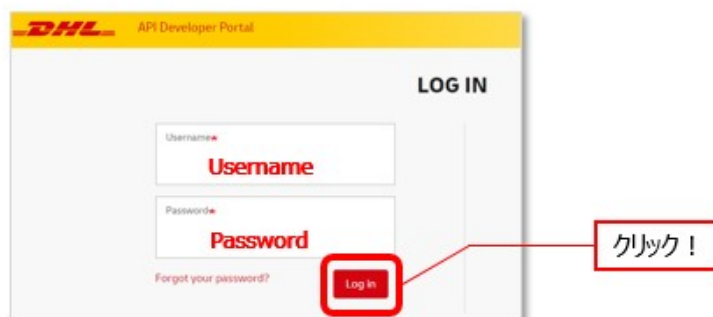 DHL API Developer Portal
LOG IN
Username*
Username
Password*
Password
クリック！
Forgot your password?
Log in